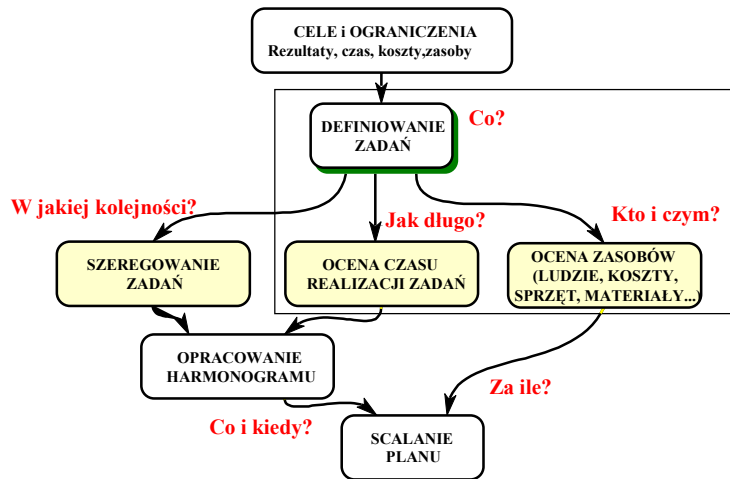 CELE i OGRANICZENIA
Rezultaty, czas, koszty,zasoby
Co?
DEFINIOWANIE
ZADAŃ
W jakiej kolejności?
Jak długo?
Kto i czym?
SZEREGOWANIE
ZADAŃ
OCENA CZASU
REALIZACJI ZADAŃ
OCENA ZASOBÓW
(LUDZIE, KOSZTY,
SPRZĘT, MATERIAŁY...)
OPRACOWANIE
HARMONOGRAMU
Za ile?
Co i kiedy?
SCALANIE
PLANU